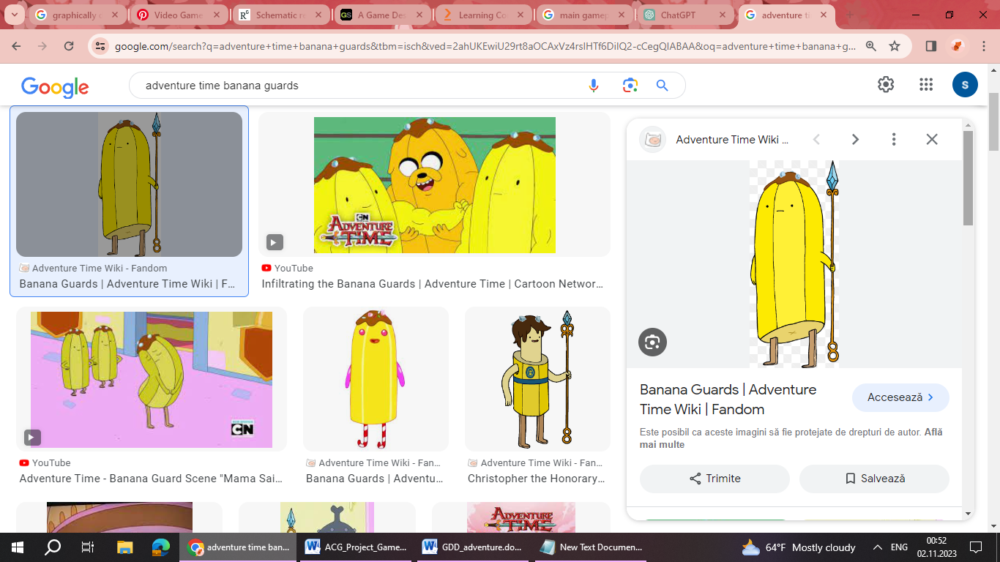 graphically d
Video Game
Schematic re
A Game Des
Learning Co
main gamep
ChatGPT
adventure ti
google.com/search?q=adventure+time+banana+guards&tbm=isch&ved=2ahUKEwiU29rt8aOCAxVz4rsIHTf6DiIQ2-cCegQIABAA&oq=adventure+time+banana+g...
Google
adventure time banana guards
S
Adventure Time Wiki - Fandom
Banana Guards | Adventure Time Wiki | F...
CN
ADVENTURE
TIME
YouTube
Infiltrating the Banana Guards | Adventure Time | Cartoon Networ...
CN
YouTube
Adventure Time - Banana Guard Scene "Mama Sai...
Adventure Time Wiki - Fan...
Banana Guards | Adventu...
Adventure Time Wiki - Fan...
Christopher the Honorary...
ADVENTURE
TIME
Adventure Time Wiki ...
Banana Guards | Adventure
Time Wiki | Fandom
Accesează
Este posibil ca aceste imagini să fie protejate de drepturi de autor. Află
mai multe
Trimite
Salvează
adventure time ban...
ACG_Project_Game...
GDD_adventure.do...
New Text Documen...
64°F Mostly cloudy
ENG
00:52
02.11.2023